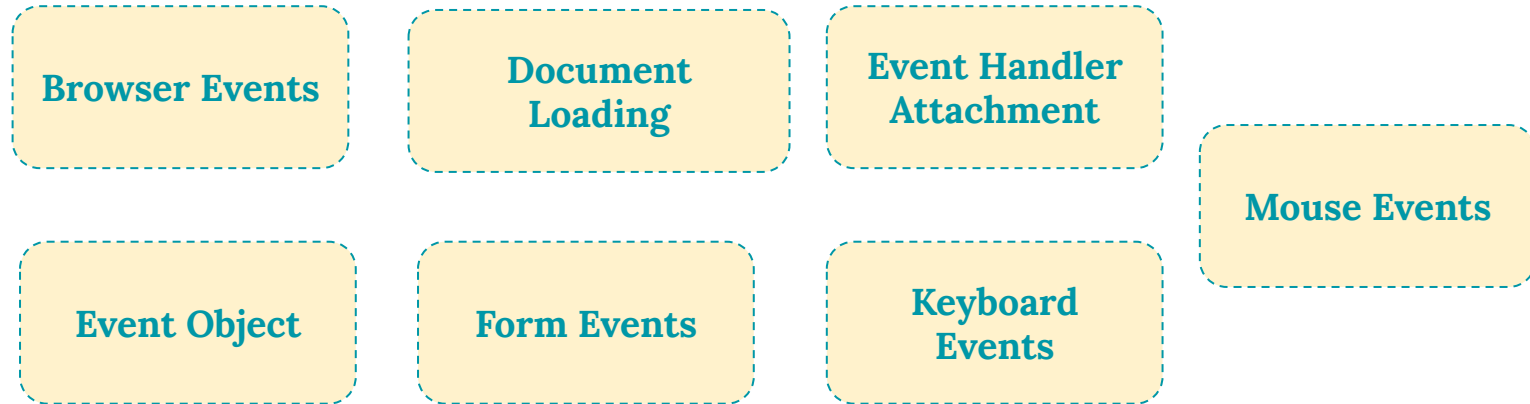 Browser Events
Document
Loading
Event Handler
Attachment
Mouse Events
Event Object
Form Events
Keyboard
Events